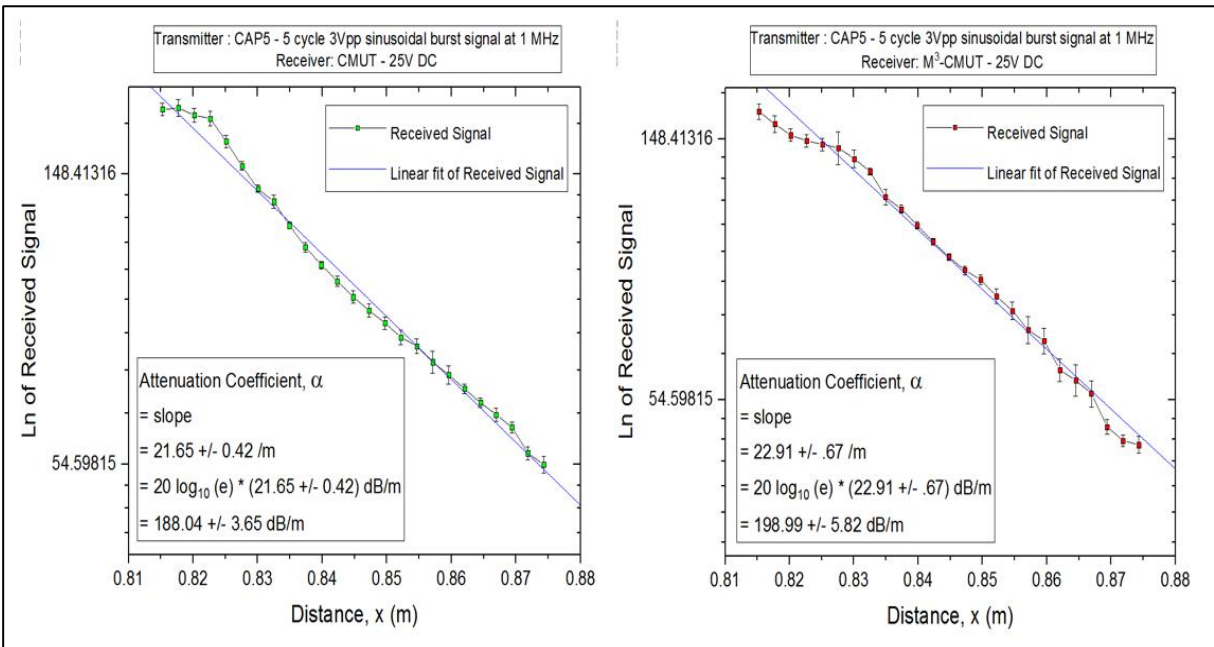 Transmitter : CAP5 - 5 cycle 3Vpp sinusoidal burst signal at 1 MHz
Receiver: CMUT - 25V DC
Received Signal
Linear fit of Received Signal
148.41316
54.59815
Ln of Received Signal
Attenuation Coefficient, α
= slope
= 21.65 +/- 0.42 /m
= 20 log₁₀ (e) * (21.65 +/- 0.42) dB/m
= 188.04 +/- 3.65 dB/m
0.81 0.82 0.83 0.84 0.85 0.86 0.87 0.88
Distance, x (m)
Transmitter : CAP5 - 5 cycle 3Vpp sinusoidal burst signal at 1 MHz
Receiver: M³-CMUT - 25V DC
Received Signal
Linear fit of Received Signal
148.41316
54.59815
Ln of Received Signal
Attenuation Coefficient, α
= slope
= 22.91 +/- .67 /m
= 20 log₁₀ (e) * (22.91 +/- .67) dB/m
= 198.99 +/- 5.82 dB/m
0.81 0.82 0.83 0.84 0.85 0.86 0.87 0.88
Distance, x (m)